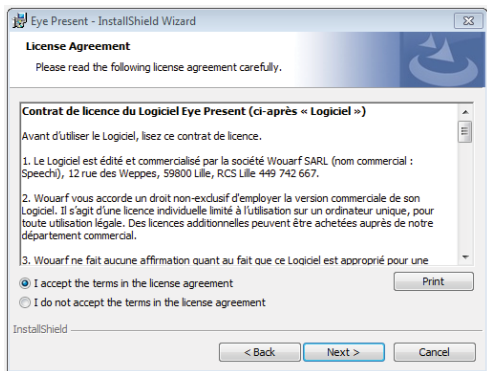 Eye Present - InstallShield Wizard
License Agreement
Please read the following license agreement carefully.
Contrat de licence du Logiciel Eye Present (ci-après « Logiciel »)
Avant d'utiliser le Logiciel, lisez ce contrat de licence.
1. Le Logiciel est édité et commercialisé par la société Wouarf SARL (nom commercial :
Speechi), 12 rue des Weppes, 59800 Lille, RCS Lille 449 742 667.
2. Wouarf vous accorde un droit non-exclusif d'employer la version commerciale de son
Logiciel. Il s'agit d'une licence individuelle limité à l'utilisation sur un ordinateur unique, pour
toute utilisation légale. Des licences additionnelles peuvent être achetées auprès de notre
département commercial.
3. Wouarf ne fait aucune affirmation quant au fait que ce Logiciel est approprié pour une
I accept the terms in the license agreement
Print
I do not accept the terms in the license agreement
InstallShield
< Back
Next >
Cancel